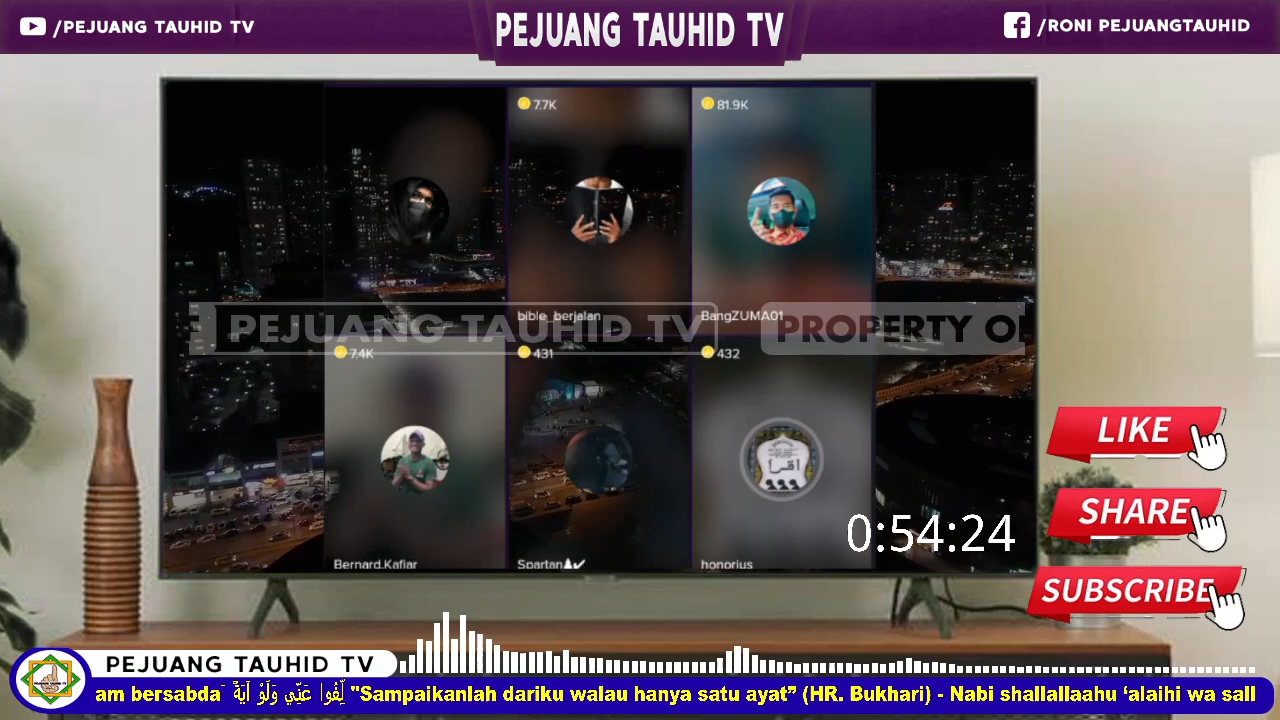 /PEJUANG TAUHID TV
PEJUANG TAUHID TV
/RONI PEJUANGTAUHID
7.7K
81.9K
bible_berjalan
BangZUMA01
PEJUANG TAUHID TV
PROPERTY O
7.4K
431
432
اقرأ
0:54:24
Bernard.Kafiar
Spartan♟✔
honorius
LIKE
SHARE
SUBSCRIBE
PEJUANG TAUHID TV
am bersabda لِّغُوا عَنِّي وَلَوْ آيَةً "Sampaikanlah dariku walau hanya satu ayat” (HR. Bukhari) - Nabi shallallaahu ‘alaihi wa sall